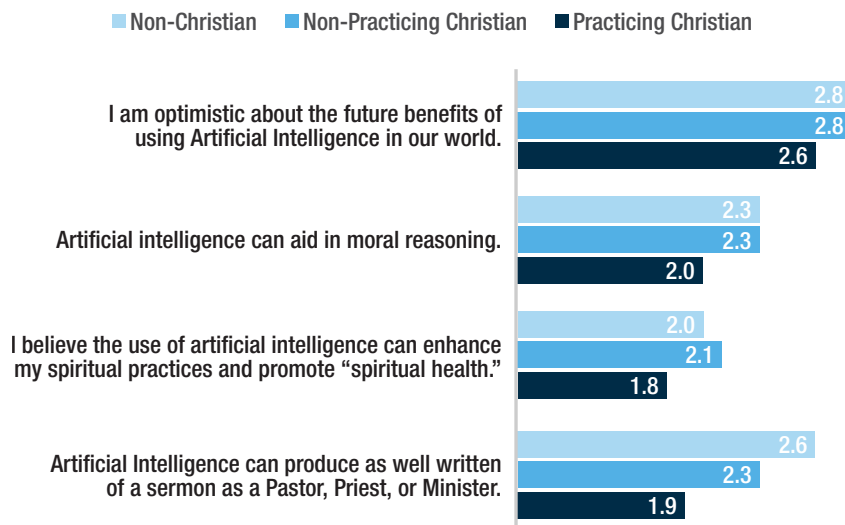 Non-Christian Non-Practicing Christian Practicing Christian
I am optimistic about the future benefits of
using Artificial Intelligence in our world.
2.8
2.8
2.6
Artificial intelligence can aid in moral reasoning.
2.3
2.3
2.0
I believe the use of artificial intelligence can enhance
my spiritual practices and promote “spiritual health.”
2.0
2.1
1.8
Artificial Intelligence can produce as well written
of a sermon as a Pastor, Priest, or Minister.
2.6
2.3
1.9